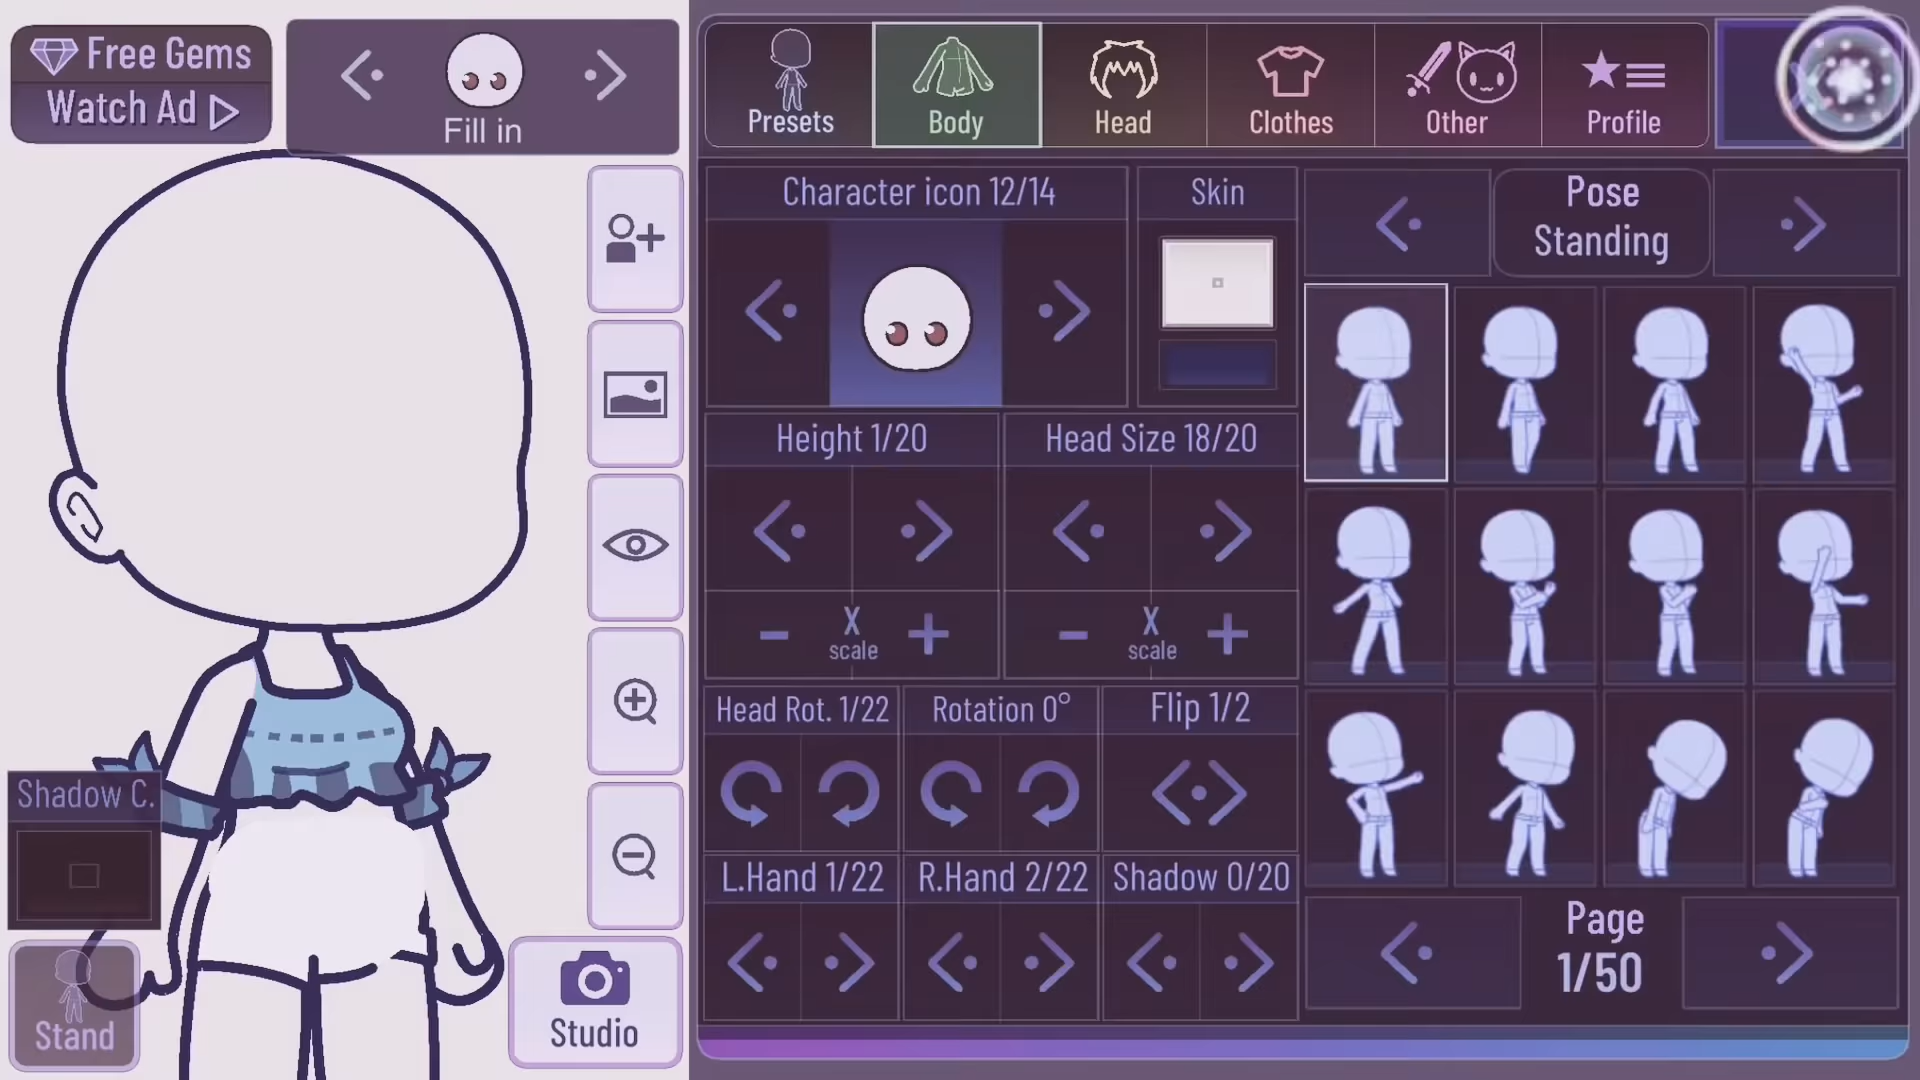 Free Gems
Watch Ad
Fill in
Presets
Body
Head
Clothes
Other
Profile
Character icon 12/14
Skin
Pose
Standing
Height 1/20
Head Size 18/20
X
scale
X
scale
Head Rot. 1/22
Rotation 0°
Flip 1/2
Shadow C.
L.Hand 1/22
R.Hand 2/22
Shadow 0/20
Page
1/50
Stand
Studio